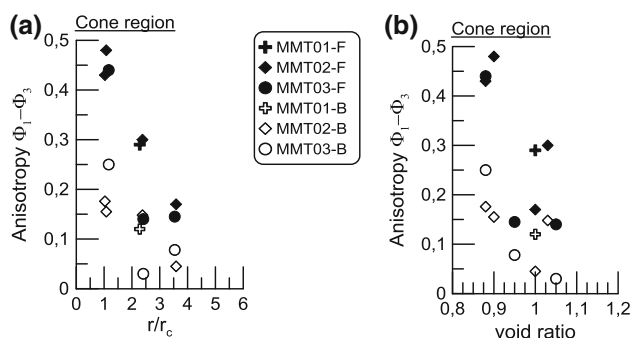 (a)
Cone region
0,5
0,4
0,3
0,2
0,1
0
Anisotropy Φ₁–Φ₃
0 1 2 3 4 5 6
r/r_c
MMT01-F
MMT02-F
MMT03-F
MMT01-B
MMT02-B
MMT03-B
(b)
Cone region
0,5
0,4
0,3
0,2
0,1
0
Anisotropy Φ₁–Φ₃
0,8 0,9 1 1,1 1,2
void ratio